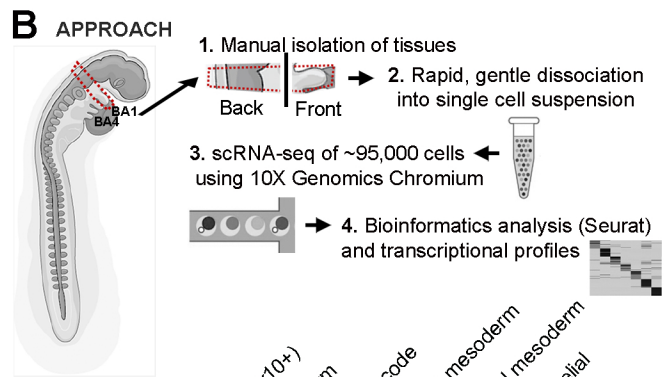 B APPROACH
1. Manual isolation of tissues
Back
Front
BA1
BA4
2. Rapid, gentle dissociation
into single cell suspension
3. scRNA-seq of ~95,000 cells
using 10X Genomics Chromium
4. Bioinformatics analysis (Seurat)
and transcriptional profiles
mesoderm
mesoderm